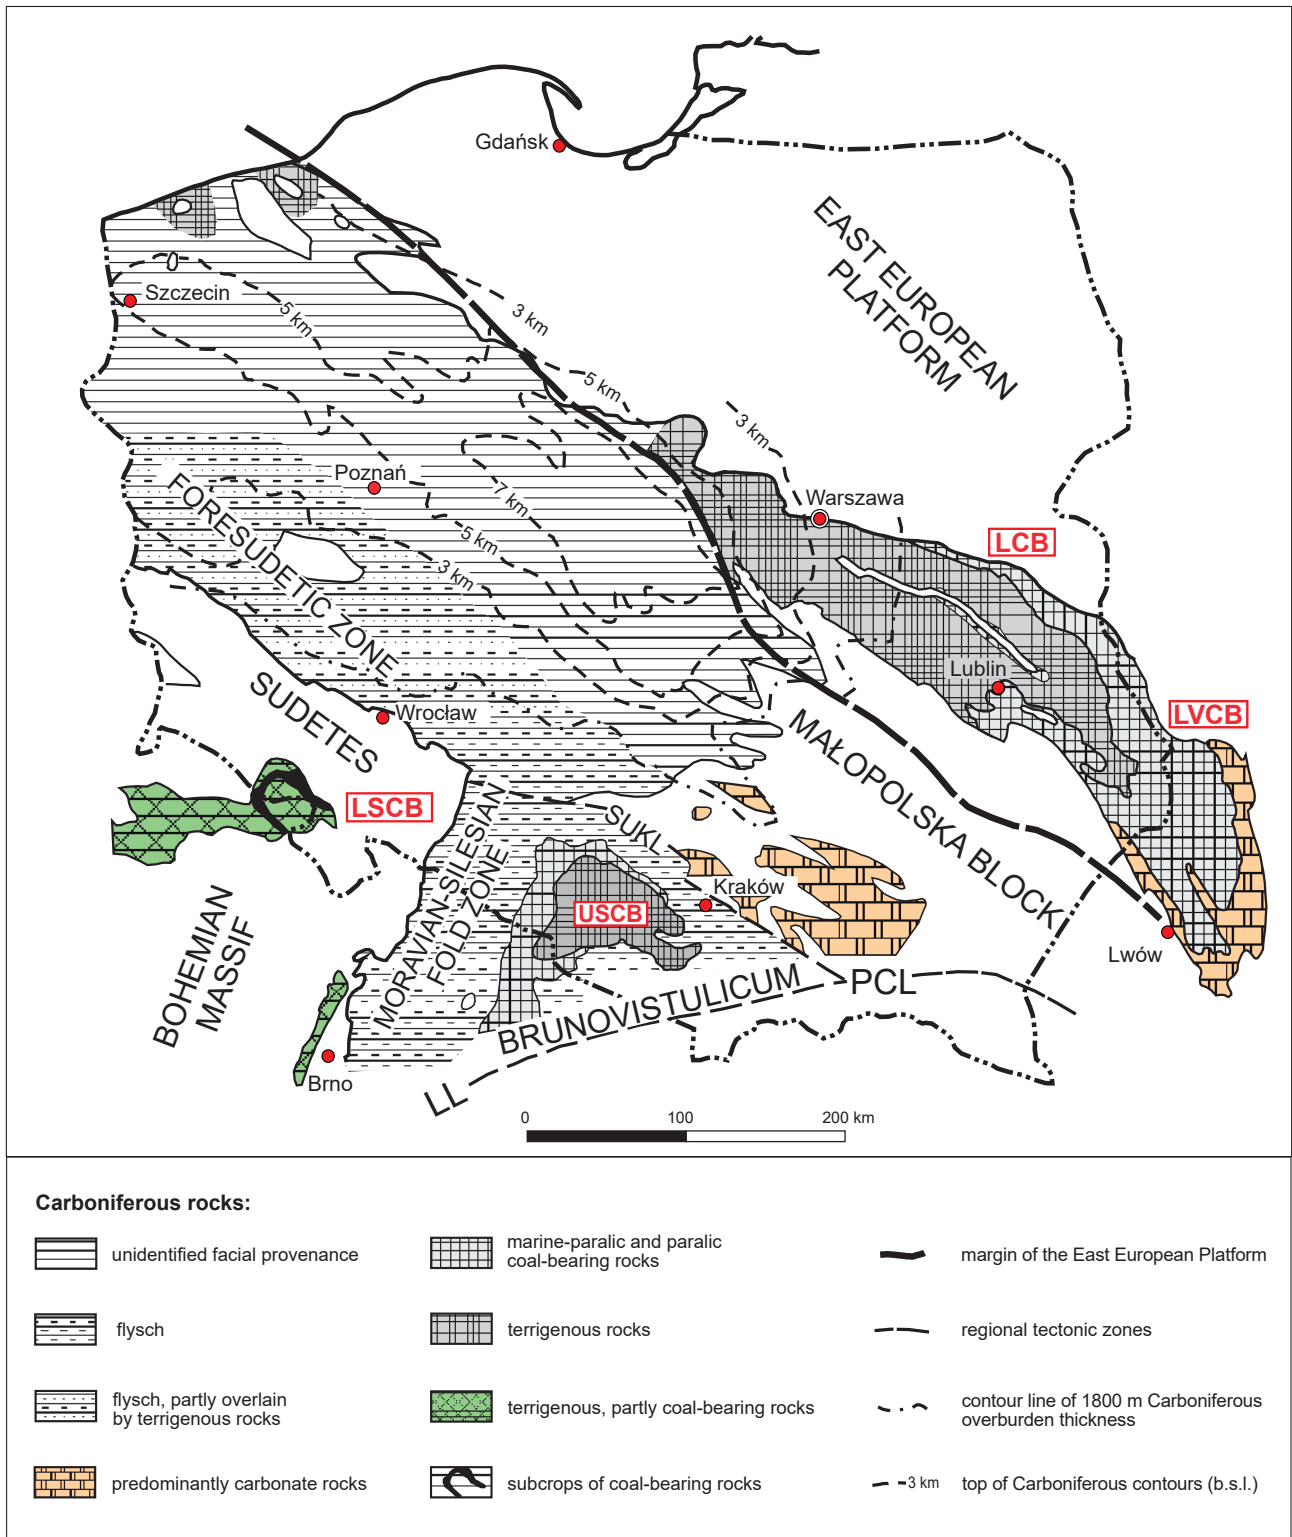 Gdańsk
EAST EUROPEAN
PLATFORM
Szczecin
5 km
3 km
5 km
3 km
Poznań
7 km
5 km
3 km
Warszawa
LCB
FORESUDETIC ZONE
Lublin
SUDETES
Wrocław
LVCB
MAŁOPOLSKA BLOCK
LSCB
MORAVIAN-SILESIAN
FOLD ZONE
SUKL
Kraków
USCB
BOHEMIAN
MASSIF
Lwów
BRUNOVISTULICUM
PCL
Brno
LL
0 100 200 km
Carboniferous rocks:
unidentified facial provenance
flysch
flysch, partly overlain
by terrigenous rocks
predominantly carbonate rocks
marine-paralic and paralic
coal-bearing rocks
terrigenous rocks
terrigenous, partly coal-bearing rocks
subcrops of coal-bearing rocks
margin of the East European Platform
regional tectonic zones
contour line of 1800 m Carboniferous
overburden thickness
3 km
top of Carboniferous contours (b.s.l.)